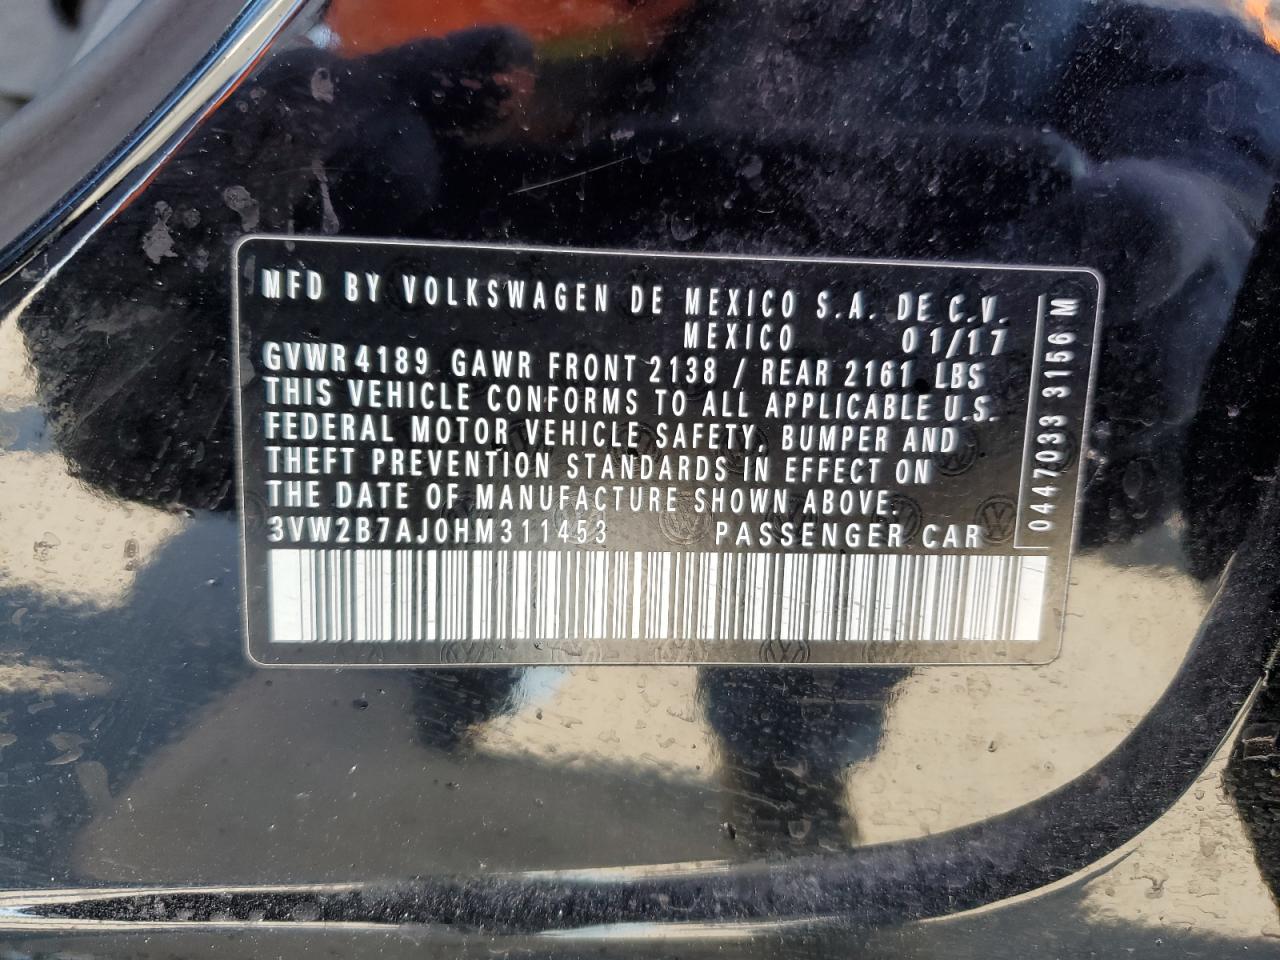 MFD BY VOLKSWAGEN DE MEXICO S.A. DE C.V.
MEXICO 01/17
GVWR 4189 GAWR FRONT 2138 / REAR 2161 LBS
THIS VEHICLE CONFORMS TO ALL APPLICABLE U.S.
FEDERAL MOTOR VEHICLE SAFETY, BUMPER AND
THEFT PREVENTION STANDARDS IN EFFECT ON
THE DATE OF MANUFACTURE SHOWN ABOVE.
3VW2B7AJ0HM311453 PASSENGER CAR
0447033 3156 M